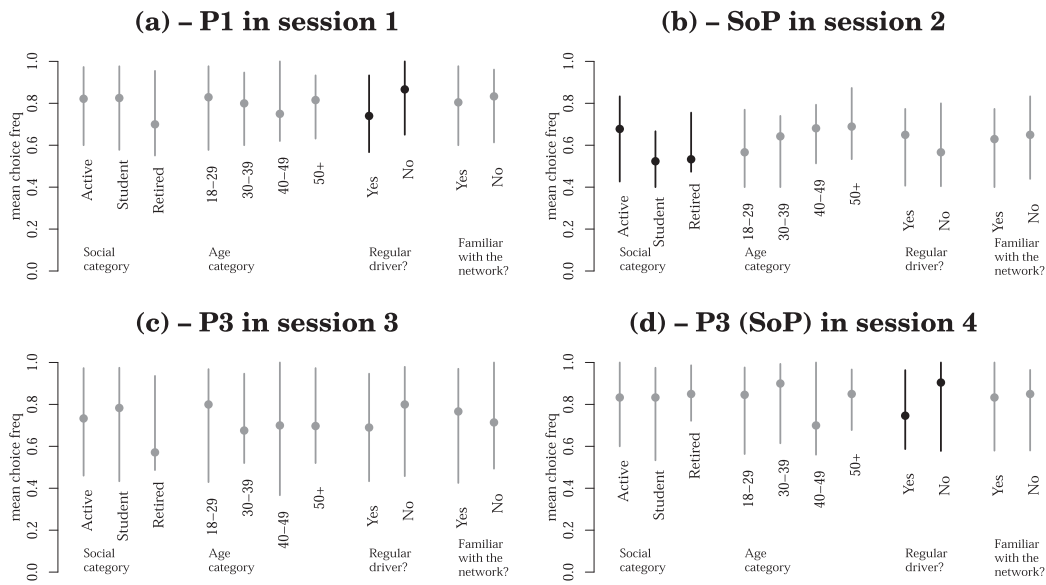 (a) – P1 in session 1
mean choice freq
0.0 0.2 0.4 0.6 0.8 1.0
Active
Student
Retired
18–29
30–39
40–49
50+
Yes
No
Yes
No
Social
category
Age
category
Regular
driver?
Familiar
with the
network?
(b) – SoP in session 2
mean choice freq
0.0 0.2 0.4 0.6 0.8 1.0
Active
Student
Retired
18–29
30–39
40–49
50+
Yes
No
Yes
No
Social
category
Age
category
Regular
driver?
Familiar
with the
network?
(c) – P3 in session 3
mean choice freq
0.0 0.2 0.4 0.6 0.8 1.0
Active
Student
Retired
18–29
30–39
40–49
50+
Yes
No
Yes
No
Social
category
Age
category
Regular
driver?
Familiar
with the
network?
(d) – P3 (SoP) in session 4
mean choice freq
0.0 0.2 0.4 0.6 0.8 1.0
Active
Student
Retired
18–29
30–39
40–49
50+
Yes
No
Yes
No
Social
category
Age
category
Regular
driver?
Familiar
with the
network?